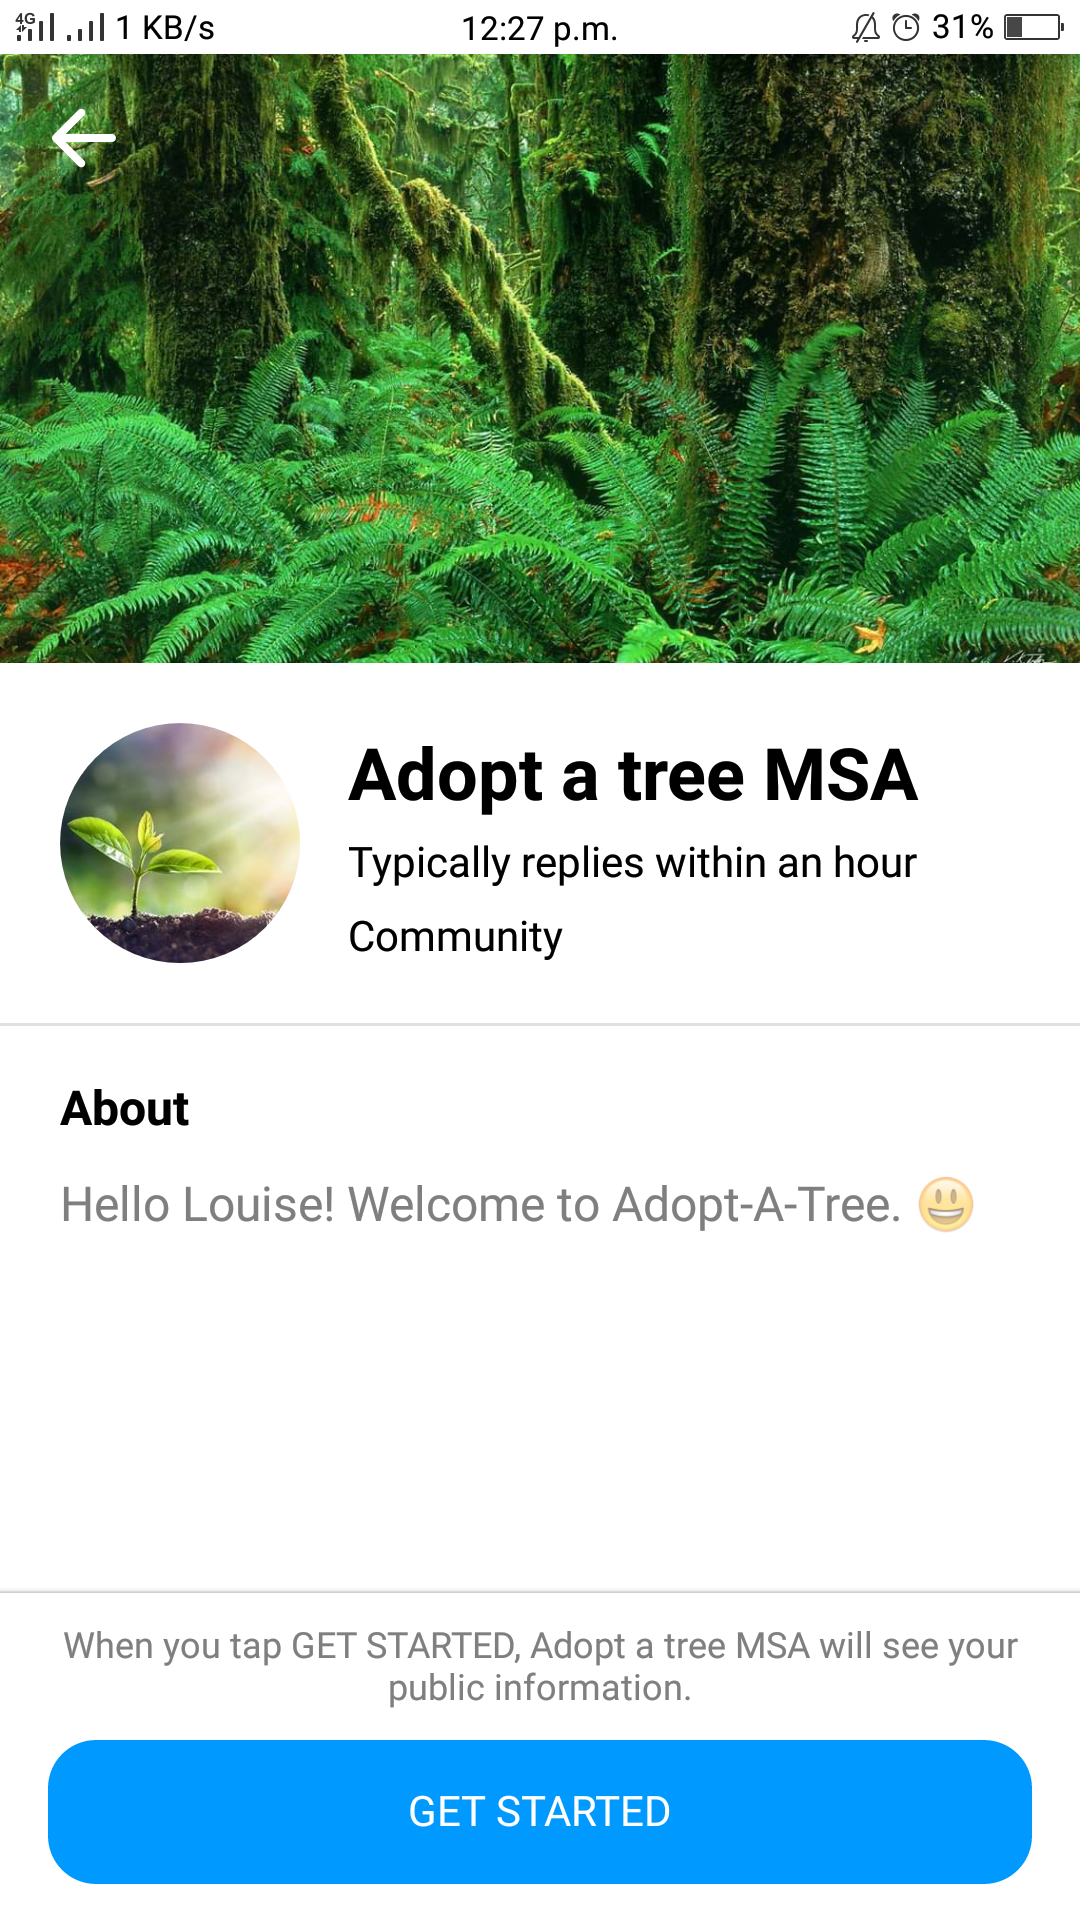 4G 1 KB/s 12:27 p.m. 31%
Adopt a tree MSA
Typically replies within an hour
Community
About
Hello Louise! Welcome to Adopt-A-Tree. 😃
When you tap GET STARTED, Adopt a tree MSA will see your
public information.
GET STARTED